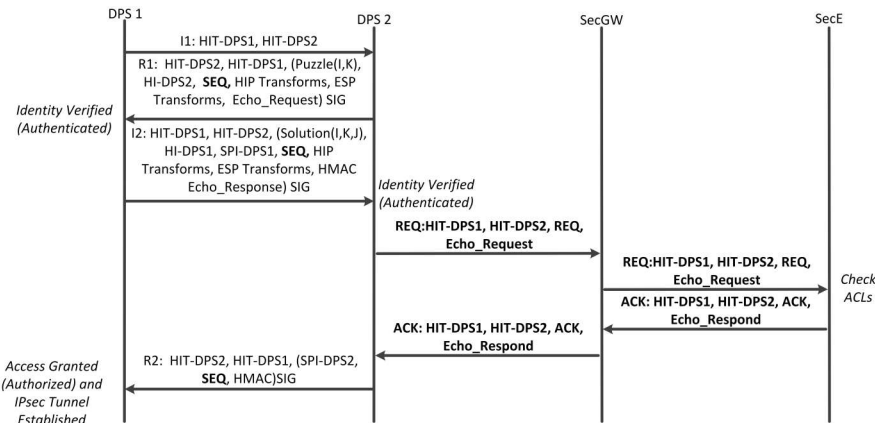 DPS 1
DPS 2
SecGW
SecE
I1: HIT-DPS1, HIT-DPS2
R1: HIT-DPS2, HIT-DPS1, (Puzzle(I,K),
HI-DPS2, SEQ, HIP Transforms, ESP
Transforms, Echo_Request) SIG
Identity Verified
(Authenticated)
I2: HIT-DPS1, HIT-DPS2, (Solution(I,K,J),
HI-DPS1, SPI-DPS1, SEQ, HIP
Transforms, ESP Transforms, HMAC
Echo_Response) SIG
Identity Verified
(Authenticated)
REQ:HIT-DPS1, HIT-DPS2, REQ,
Echo_Request
REQ:HIT-DPS1, HIT-DPS2, REQ,
Echo_Request
Check
ACLs
ACK: HIT-DPS1, HIT-DPS2, ACK,
Echo_Respond
ACK: HIT-DPS1, HIT-DPS2, ACK,
Echo_Respond
R2: HIT-DPS2, HIT-DPS1, (SPI-DPS2,
SEQ, HMAC)SIG
Access Granted
(Authorized) and
IPsec Tunnel
Established